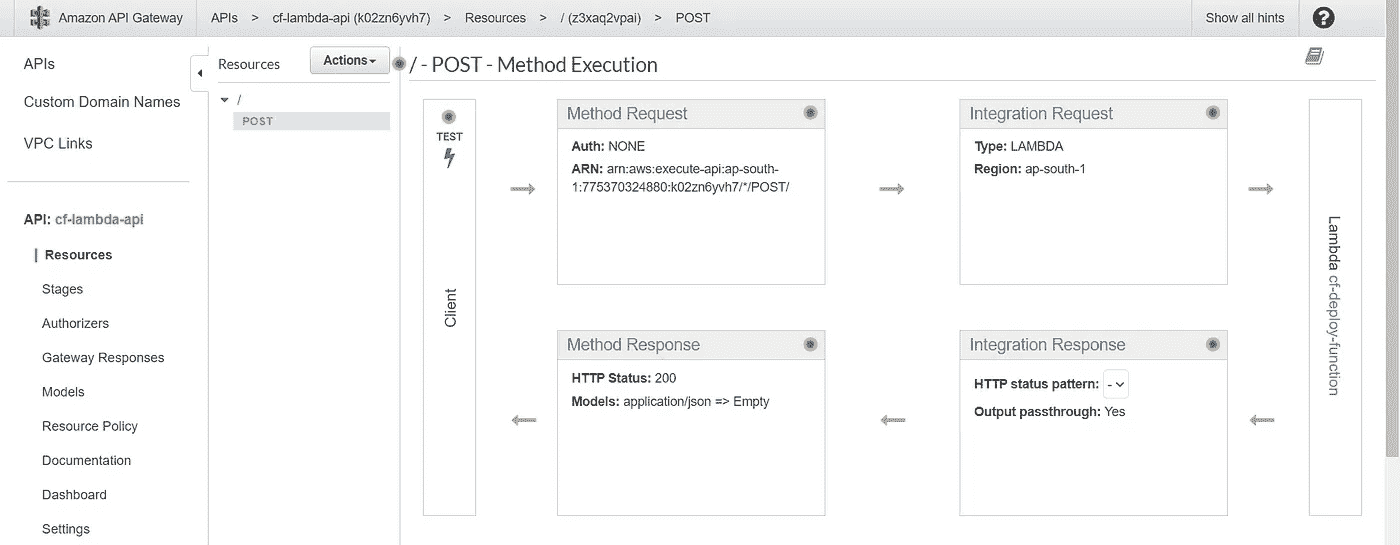 Amazon API Gateway
APIs > cf-lambda-api (k02zn6yvh7) > Resources > / (z3xaq2vpai) > POST
Show all hints
?
APIs
Custom Domain Names
VPC Links
API: cf-lambda-api
Resources
Stages
Authorizers
Gateway Responses
Models
Resource Policy
Documentation
Dashboard
Settings
Resources
Actions
/
POST
/ - POST - Method Execution
TEST
Client
Method Request
Auth: NONE
ARN: arn:aws:execute-api:ap-south-
1:775370324880:k02zn6yvh7/*/POST/
Integration Request
Type: LAMBDA
Region: ap-south-1
Lambda cf-deploy-function
Method Response
HTTP Status: 200
Models: application/json => Empty
Integration Response
HTTP status pattern: -
Output passthrough: Yes